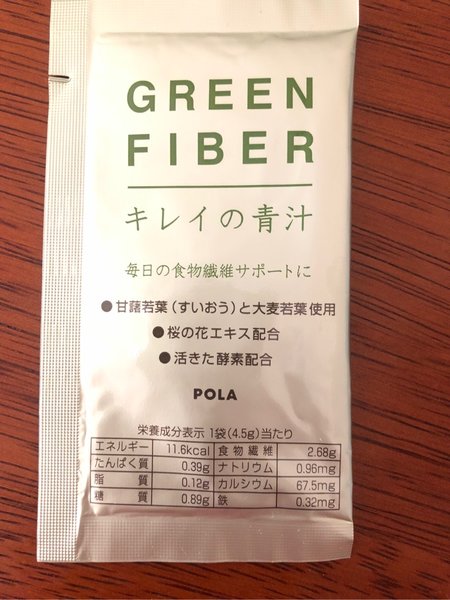 GREEN
FIBER
キレイの青汁
毎日の食物繊維サポートに
●甘藷若葉(すいおう)と大麦若葉使用
●桜の花エキス配合
●活きた酵素配合
POLA
栄養成分表示 1袋(4.5g)当たり
エネルギー 11.6kcal 食物繊維 2.68g
たんぱく質 0.39g ナトリウム 0.96mg
脂質 0.12g カルシウム 67.5mg
糖質 0.89g 鉄 0.32mg